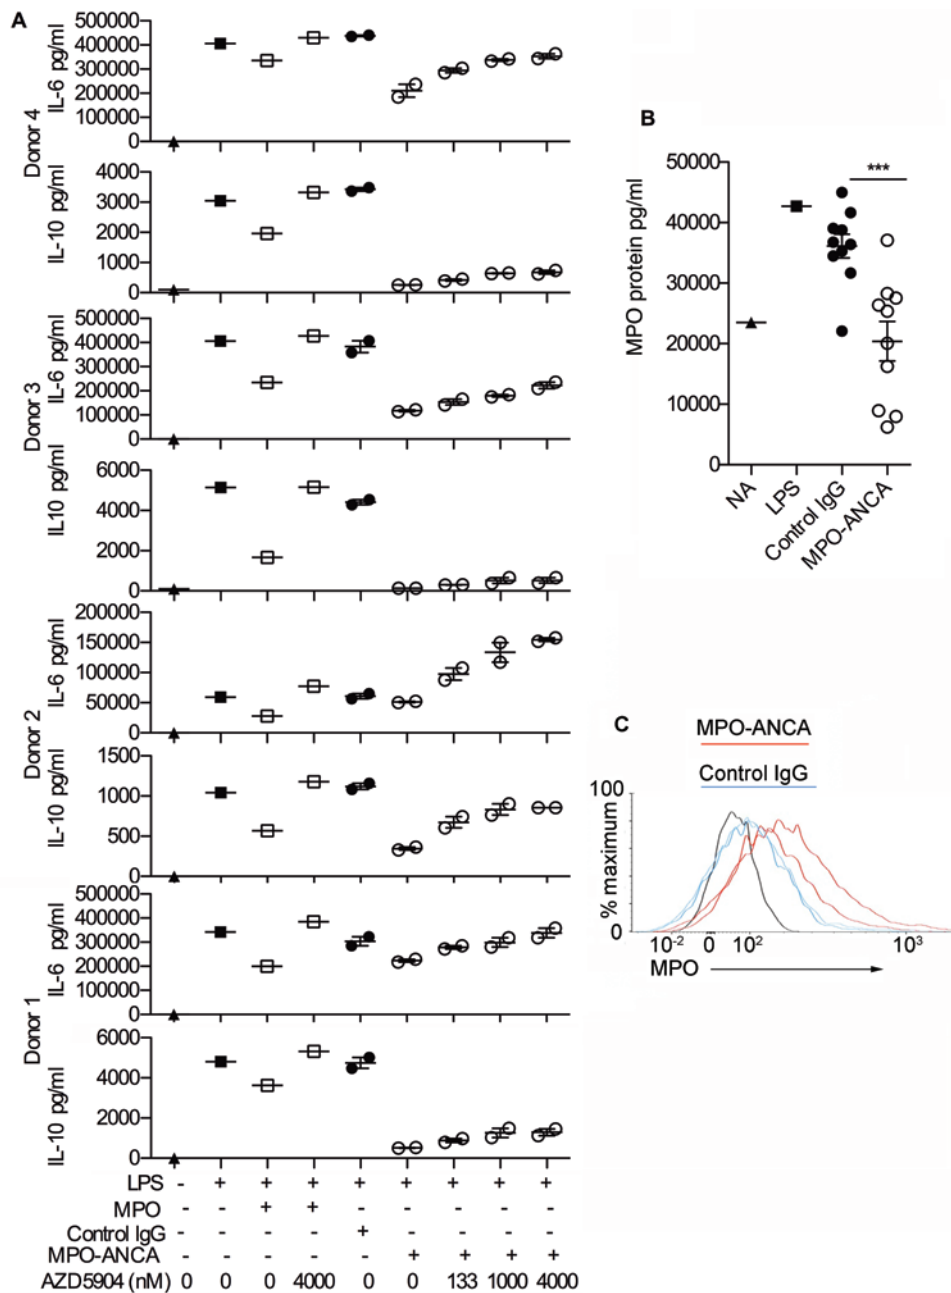 A
Donor 4
IL-6 pg/ml
500000
400000
300000
200000
100000
0
IL-10 pg/ml
4000
3000
2000
1000
0
Donor 3
IL-6 pg/ml
500000
400000
300000
200000
100000
0
IL10 pg/ml
6000
4000
2000
0
Donor 2
IL-6 pg/ml
200000
150000
100000
50000
0
IL-10 pg/ml
1500
1000
500
0
Donor 1
IL-6 pg/ml
500000
400000
300000
200000
100000
0
IL-10 pg/ml
6000
4000
2000
0
LPS - + + + + + + + +
MPO - - + + - - - - -
Control IgG - - - - + - - - -
MPO-ANCA - - - - - + + + +
AZD5904 (nM) 0 0 0 4000 0 0 133 1000 4000
B
MPO protein pg/ml
50000
40000
30000
20000
10000
0
***
NA
LPS
Control IgG
MPO-ANCA
C
MPO-ANCA
Control IgG
% maximum
100
0
10-2 0 10² 10³
MPO